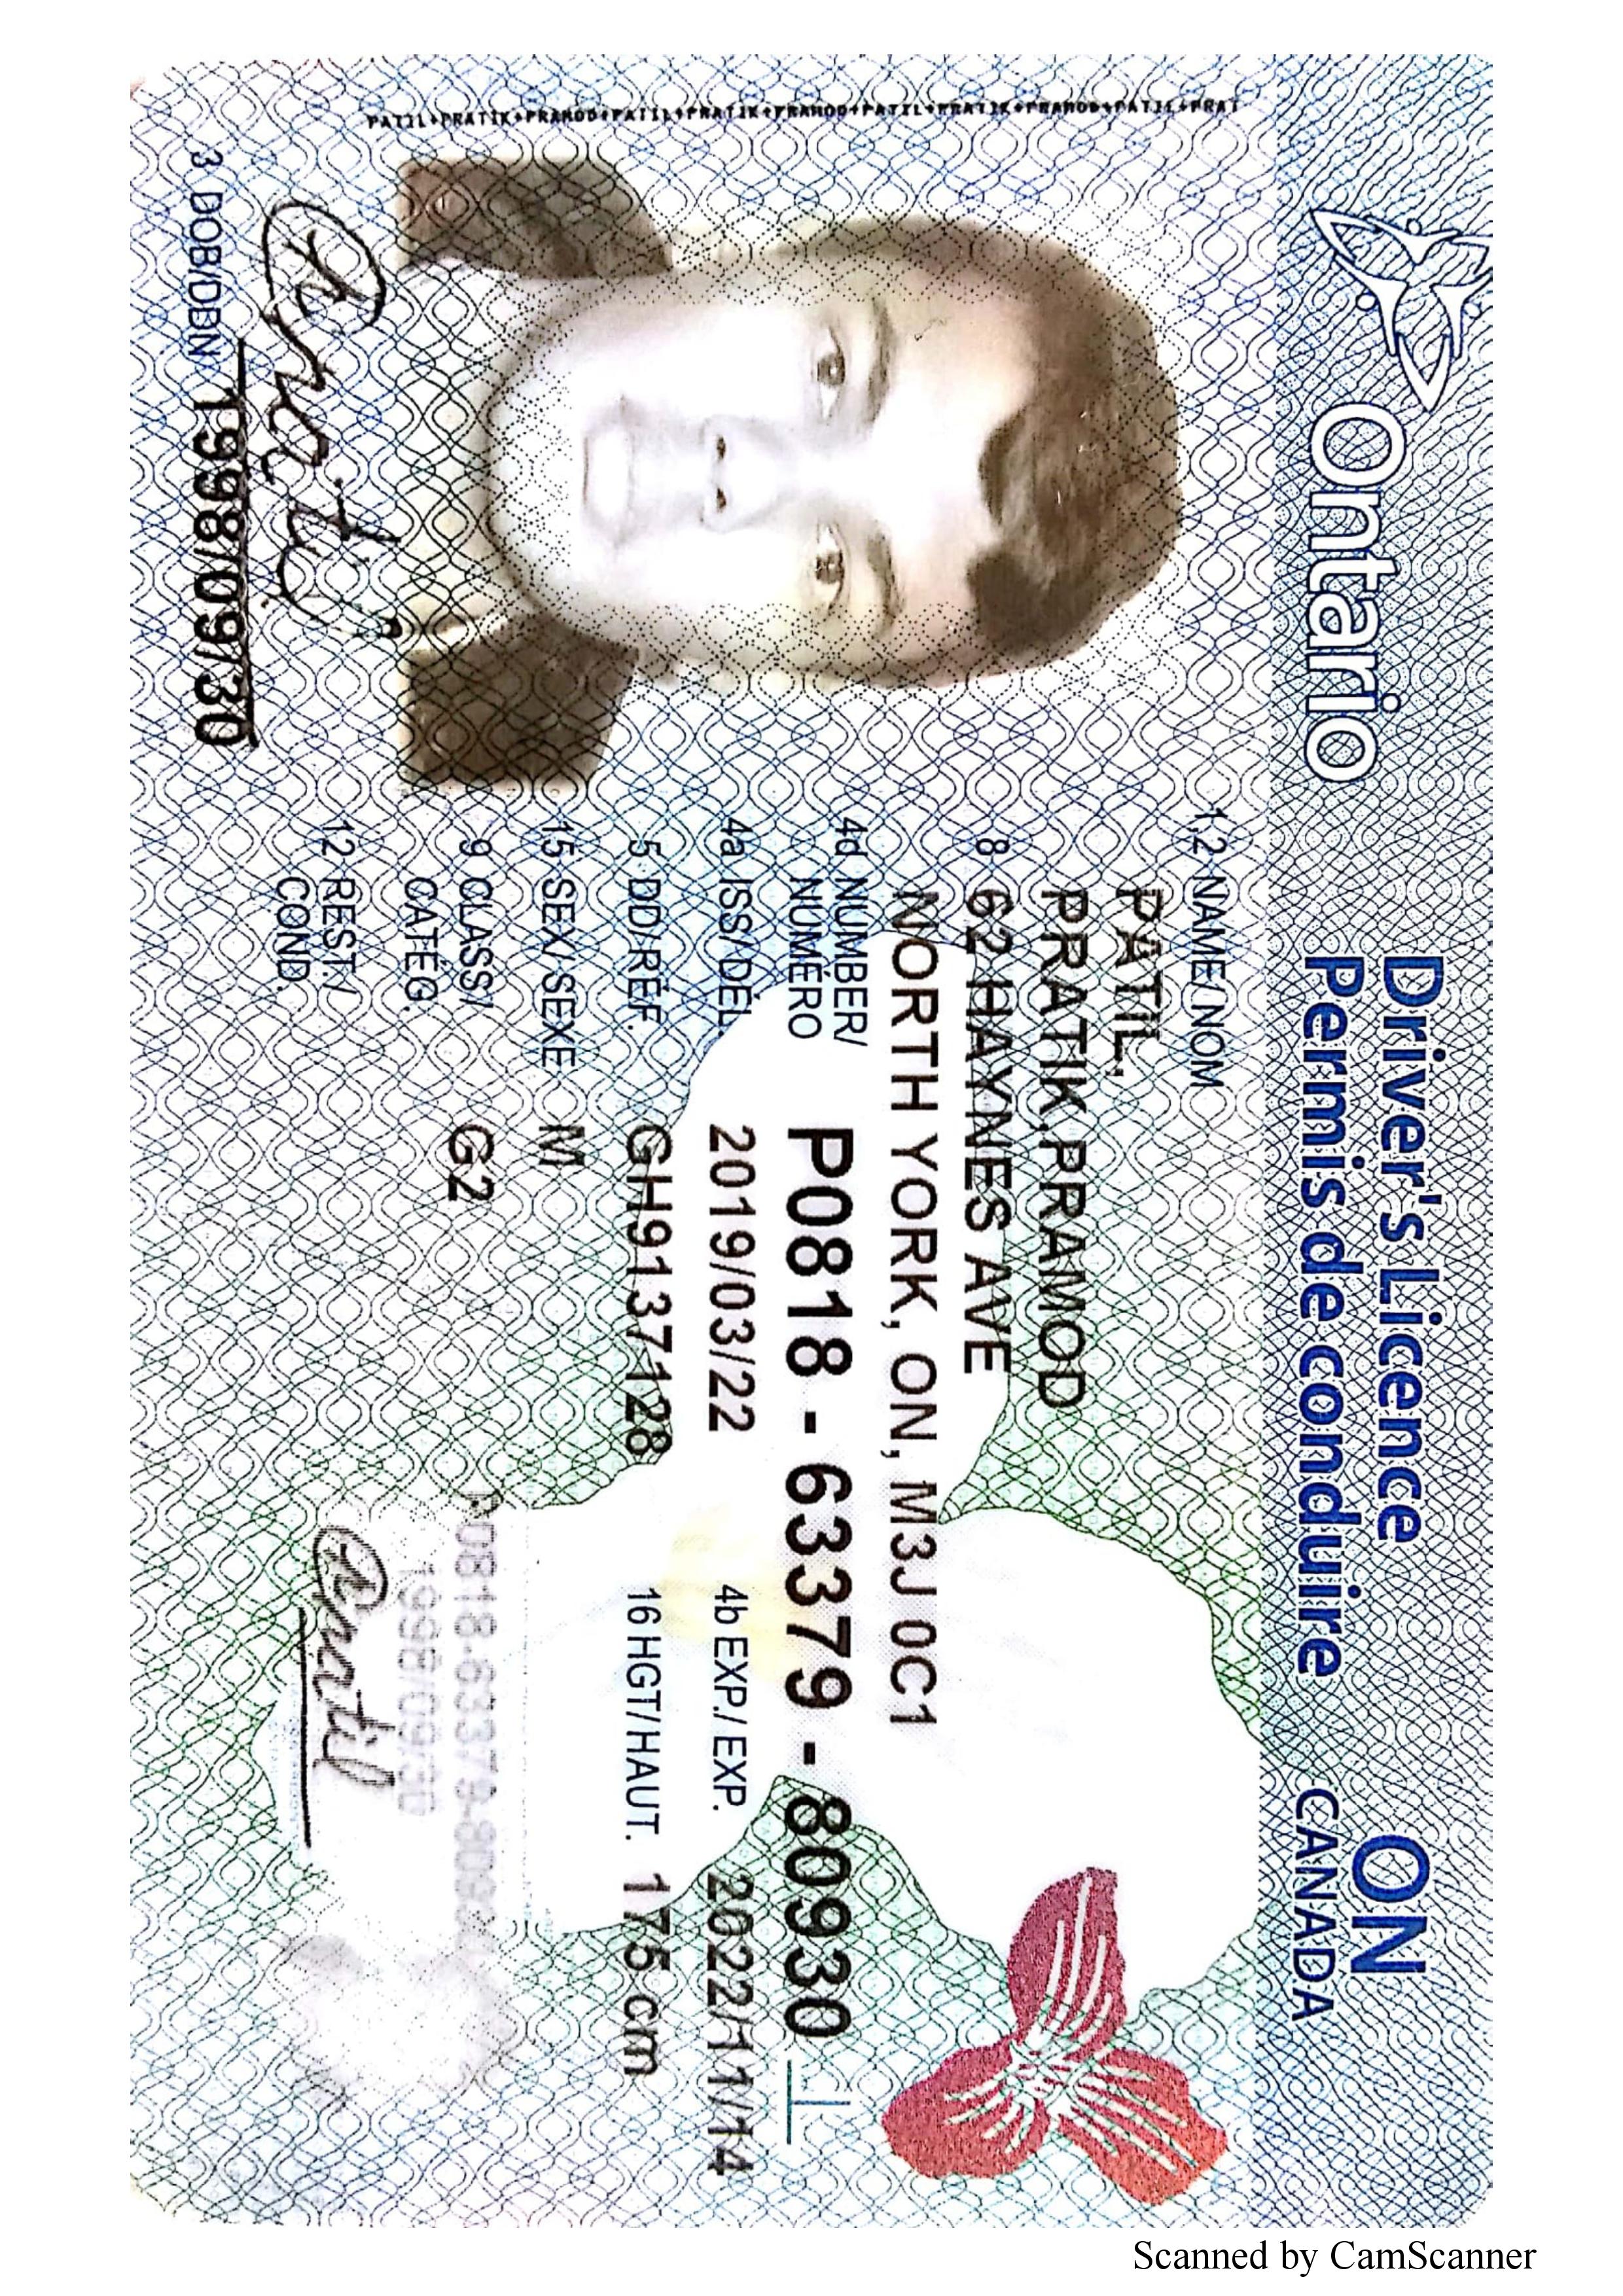 Ontario
Driver's Licence
Permis de conduire
ON
CANADA
1,2 NAME/ NOM
PATIL,
PRATIK,PRAMOD
8 62 HAYNES AVE
NORTH YORK, ON, M3J 0C1
4d NUMBER/ NUMÉRO P0818 - 63379 - 80930
4a ISS/DÉL. 2019/03/22 4b EXP./ EXP. 2022/11/14
5 DD/RÉF. GH9137128 16 HGT/HAUT. 175 cm
15 SEX/ SEXE M
9 CLASS/ CATÉG. G2
12 REST./ COND.
3 DOB/DDN 1998/09/30
PATIL+PRATIK+PRAMOD+PATIL+PRATIK+PRAMOD+PATIL+PRATIK+PRAMOD+PATIL+PRAT
P0818-63379-80930
1998/09/30
Scanned by CamScanner